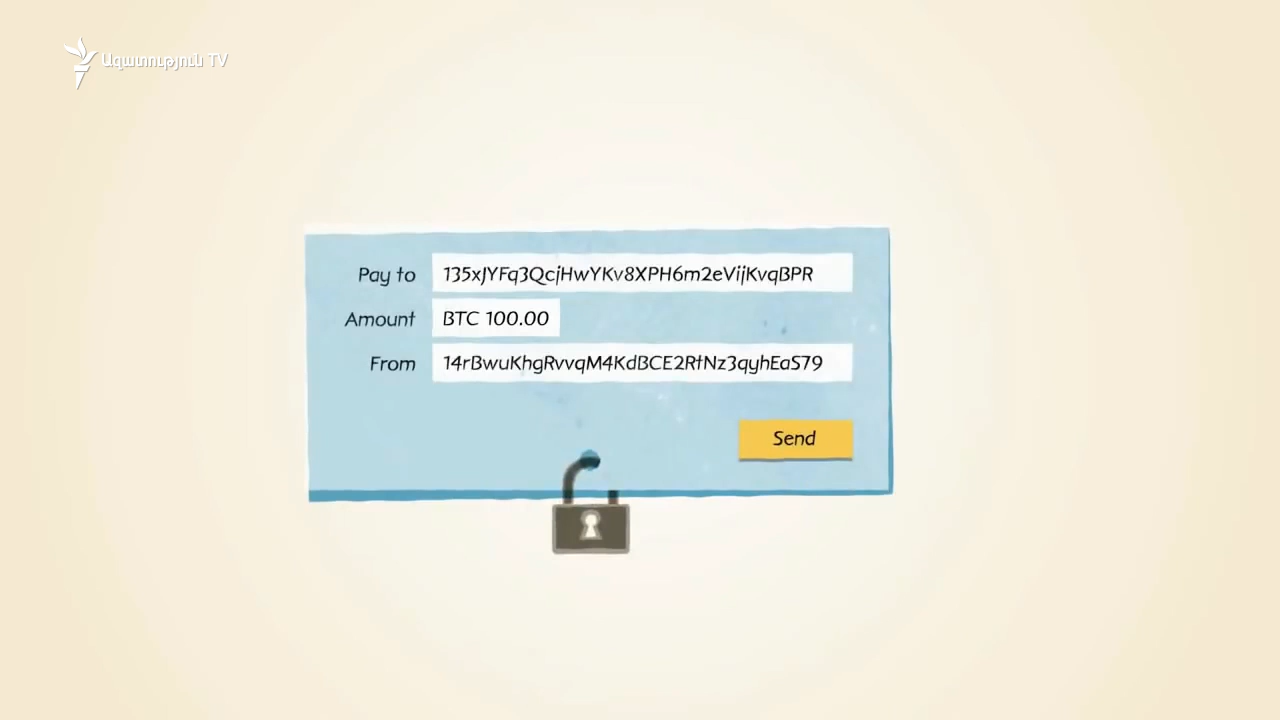 Ազատություն TV
Pay to 135xJYFq3QcjHwYKv8XPH6m2eVijKvqBPR
Amount BTC 100.00
From 14rBwuKhgRvvqM4KdBCE2RtNz3qyhEaS79
Send